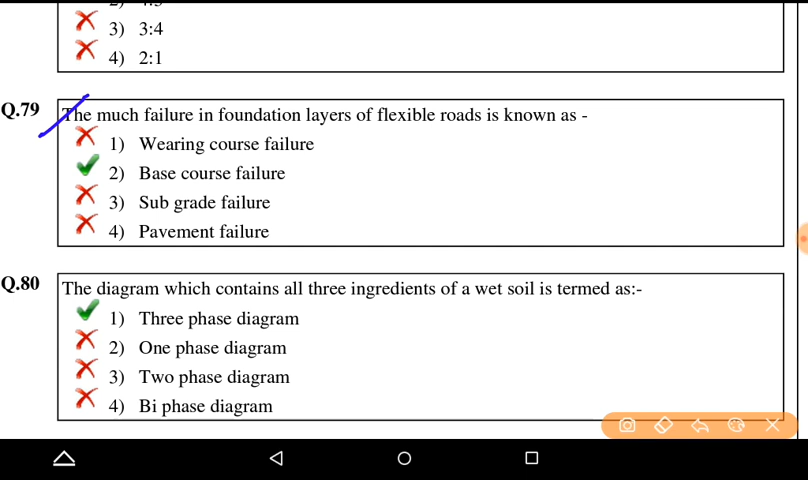 3) 3:4
4) 2:1
Q.79
The much failure in foundation layers of flexible roads is known as -
1) Wearing course failure
2) Base course failure
3) Sub grade failure
4) Pavement failure
Q.80
The diagram which contains all three ingredients of a wet soil is termed as:-
1) Three phase diagram
2) One phase diagram
3) Two phase diagram
4) Bi phase diagram